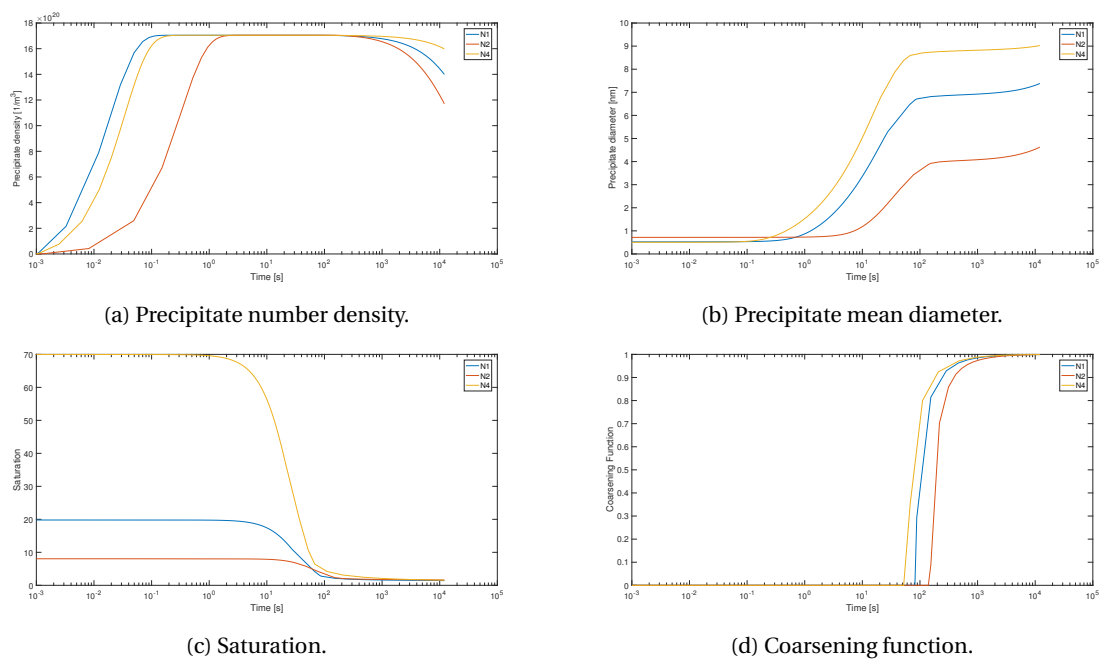 ×10^20
18
16
14
12
10
8
6
4
2
0
Precipitate density [1/m^3]
10^-3 10^-2 10^-1 10^0 10^1 10^2 10^3 10^4 10^5
Time [s]
N1
N2
N4
(a) Precipitate number density.
10
9
8
7
6
5
4
3
2
1
0
Precipitate diameter [nm]
10^-3 10^-2 10^-1 10^0 10^1 10^2 10^3 10^4 10^5
Time [s]
N1
N2
N4
(b) Precipitate mean diameter.
70
60
50
40
30
20
10
0
Saturation
10^-3 10^-2 10^-1 10^0 10^1 10^2 10^3 10^4 10^5
Time [s]
N1
N2
N4
(c) Saturation.
1
0.9
0.8
0.7
0.6
0.5
0.4
0.3
0.2
0.1
0
Coarsening Function
10^-3 10^-2 10^-1 10^0 10^1 10^2 10^3 10^4 10^5
Time [s]
N1
N2
N4
(d) Coarsening function.